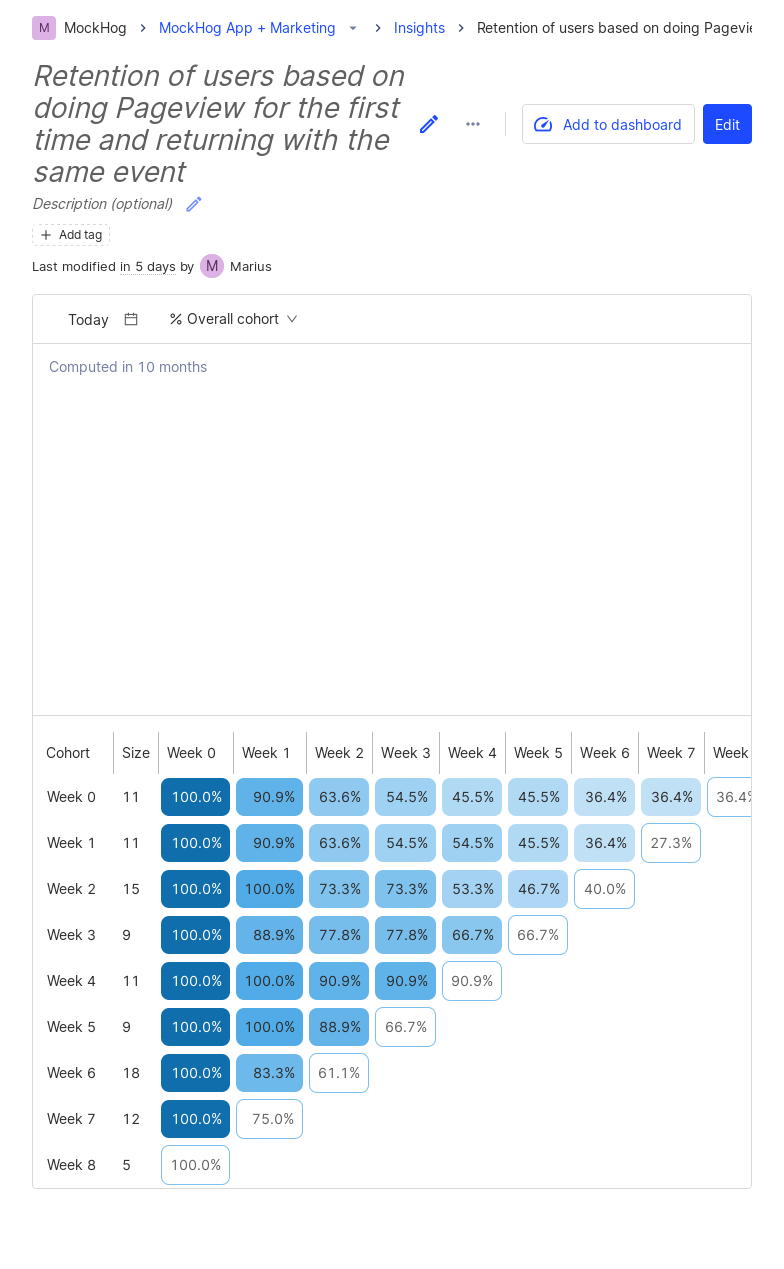 M MockHog > MockHog App + Marketing > Insights > Retention of users based on doing Pagevie
Retention of users based on
doing Pageview for the first
time and returning with the
same event
Add to dashboard
Edit
Description (optional)
+ Add tag
Last modified in 5 days by M Marius
Today % Overall cohort
Computed in 10 months
Cohort Size Week 0 Week 1 Week 2 Week 3 Week 4 Week 5 Week 6 Week 7 Week
Week 0 11 100.0% 90.9% 63.6% 54.5% 45.5% 45.5% 36.4% 36.4% 36.4%
Week 1 11 100.0% 90.9% 63.6% 54.5% 54.5% 45.5% 36.4% 27.3%
Week 2 15 100.0% 100.0% 73.3% 73.3% 53.3% 46.7% 40.0%
Week 3 9 100.0% 88.9% 77.8% 77.8% 66.7% 66.7%
Week 4 11 100.0% 100.0% 90.9% 90.9% 90.9%
Week 5 9 100.0% 100.0% 88.9% 66.7%
Week 6 18 100.0% 83.3% 61.1%
Week 7 12 100.0% 75.0%
Week 8 5 100.0%